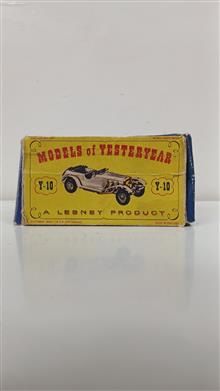 MODELS of YESTERYEAR
Y-10 Y-10
A LESNEY PRODUCT